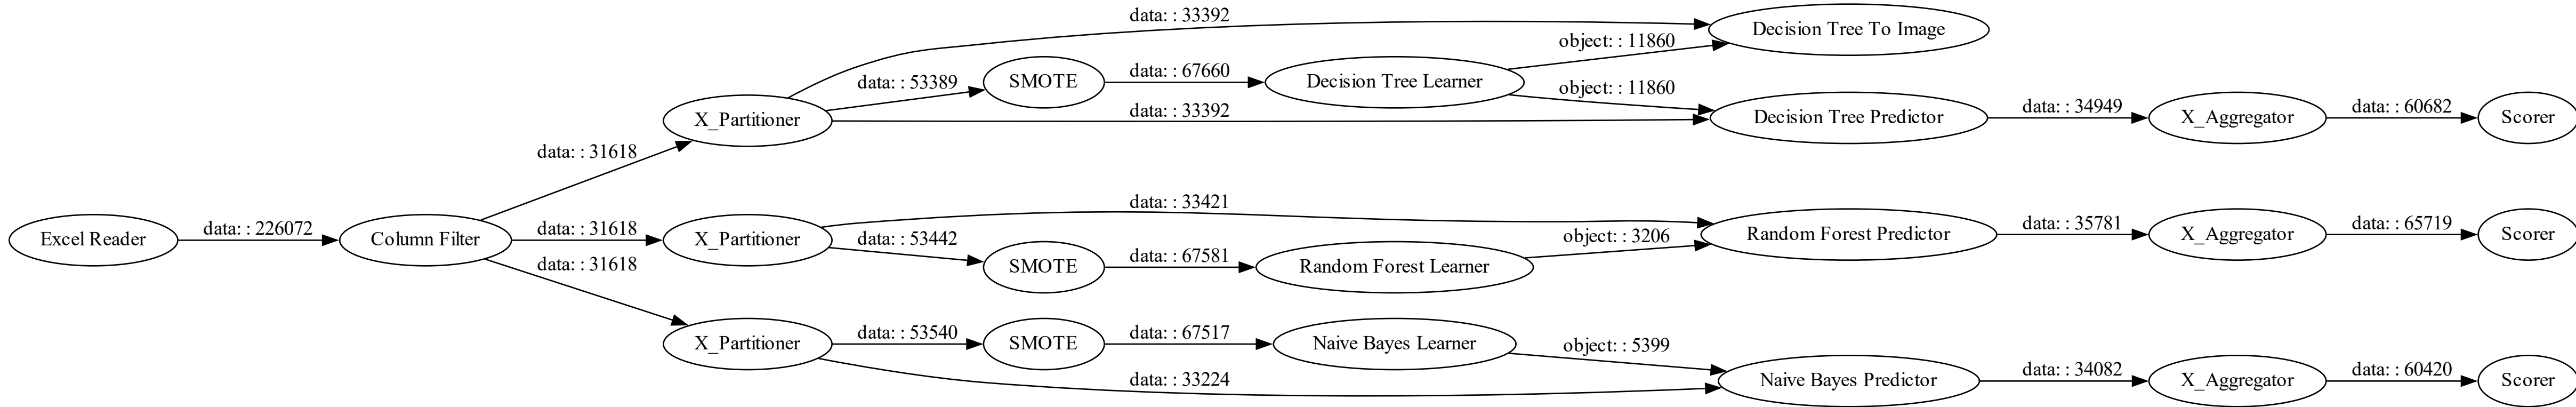 data: : 33392
Decision Tree To Image
object: : 11860
data: : 53389
SMOTE
data: : 67660
Decision Tree Learner
object: : 11860
X_Partitioner
data: : 33392
Decision Tree Predictor
data: : 34949
X_Aggregator
data: : 60682
Scorer
data: : 31618
Excel Reader
data: : 226072
Column Filter
data: : 31618
X_Partitioner
data: : 33421
data: : 53442
SMOTE
data: : 67581
Random Forest Learner
object: : 3206
Random Forest Predictor
data: : 35781
X_Aggregator
data: : 65719
Scorer
data: : 31618
X_Partitioner
data: : 53540
SMOTE
data: : 67517
Naive Bayes Learner
object: : 5399
data: : 33224
Naive Bayes Predictor
data: : 34082
X_Aggregator
data: : 60420
Scorer